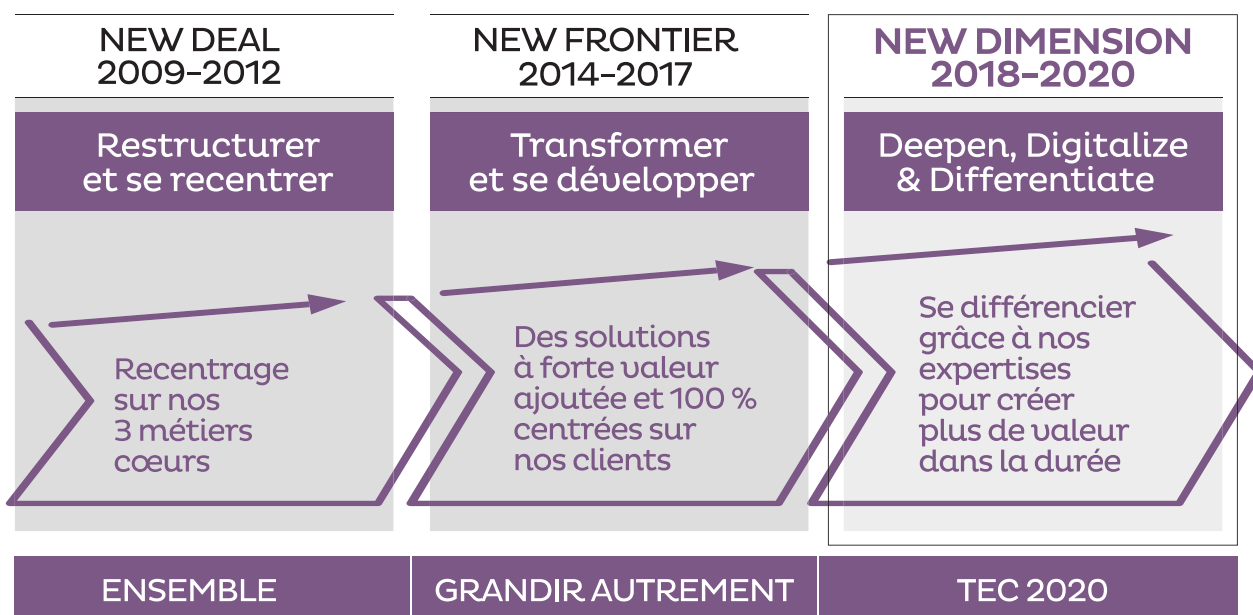 NEW DEAL
2009–2012
Restructurer
et se recentrer
Recentrage
sur nos
3 métiers
cœurs
ENSEMBLE
NEW FRONTIER
2014–2017
Transformer
et se développer
Des solutions
à forte valeur
ajoutée et 100 %
centrées sur
nos clients
GRANDIR AUTREMENT
NEW DIMENSION
2018–2020
Deepen, Digitalize
& Differentiate
Se différencier
grâce à nos
expertises
pour créer
plus de valeur
dans la durée
TEC 2020